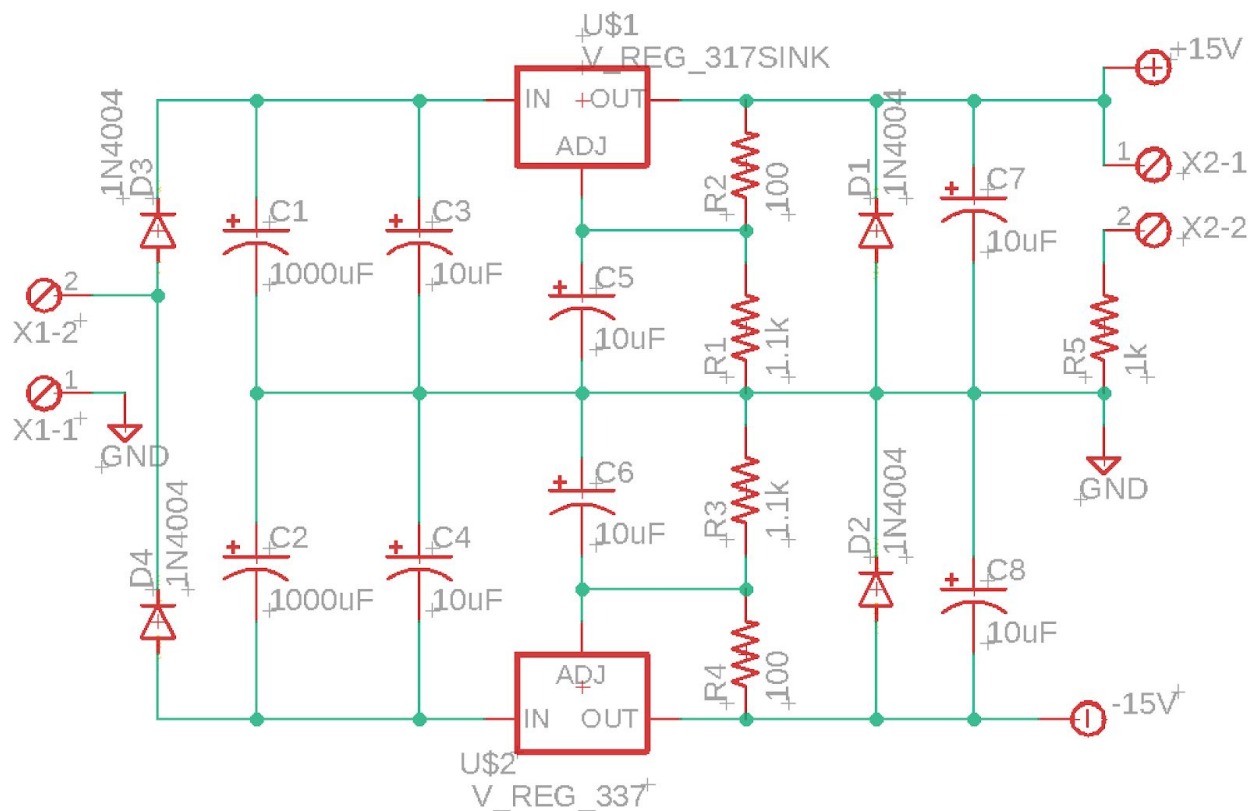 U$1
V_REG_317SINK
+15V
IN
OUT
ADJ
1N4004
D3
C1
1000uF
C3
10uF
R2
100
D1
1N4004
C7
10uF
1
X2-1
2
X2-2
2
X1-2
C5
10uF
R1
1.1k
R5
1k
1
X1-1
GND
GND
C6
10uF
R3
1.1k
D4
1N4004
C2
1000uF
C4
10uF
D2
1N4004
C8
10uF
R4
100
ADJ
IN
OUT
-15V
U$2
V_REG_337